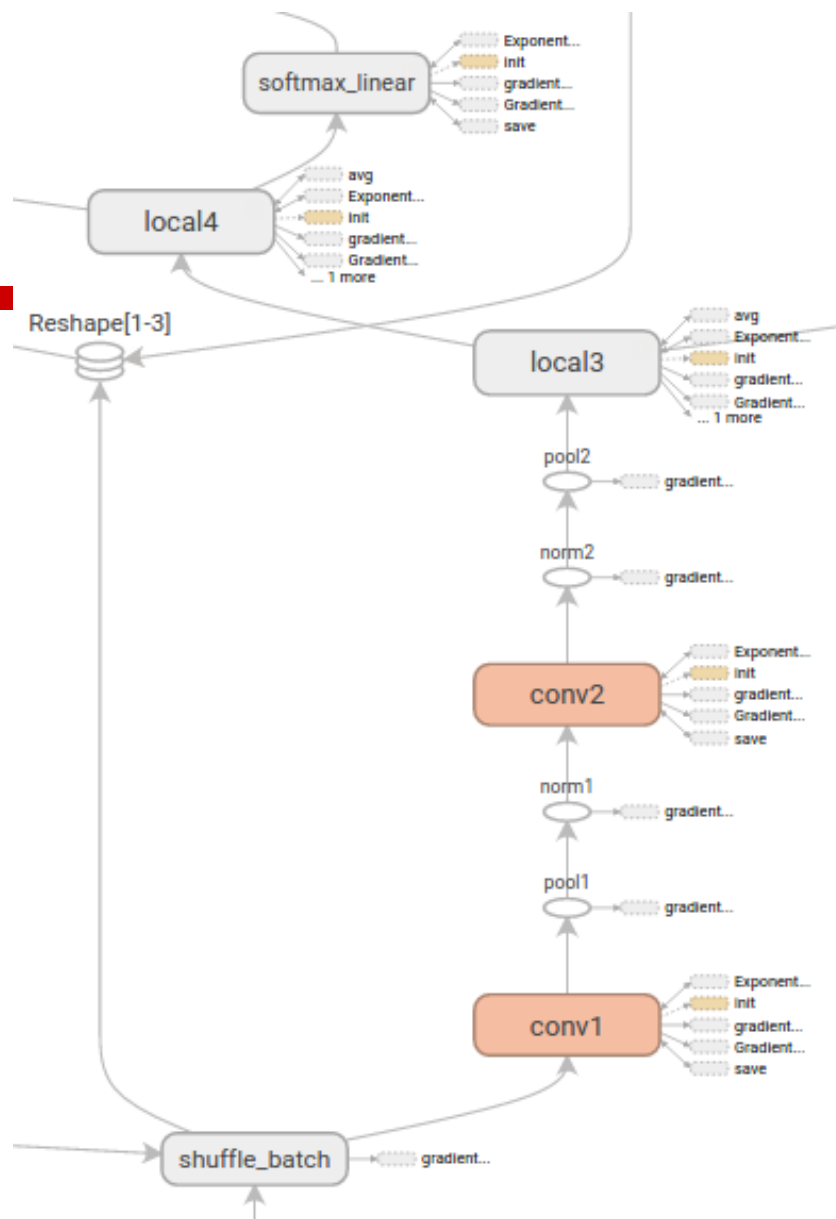 Exponent...
init
softmax_linear
gradient...
Gradient...
save
avg
Exponent...
local4
init
gradient...
Gradient...
... 1 more
Reshape[1-3]
avg
Exponent...
local3
init
gradient...
Gradient...
... 1 more
pool2
gradient...
norm2
gradient...
Exponent...
init
conv2
gradient...
Gradient...
save
norm1
gradient...
pool1
gradient...
Exponent...
init
conv1
gradient...
Gradient...
save
shuffle_batch
gradient...